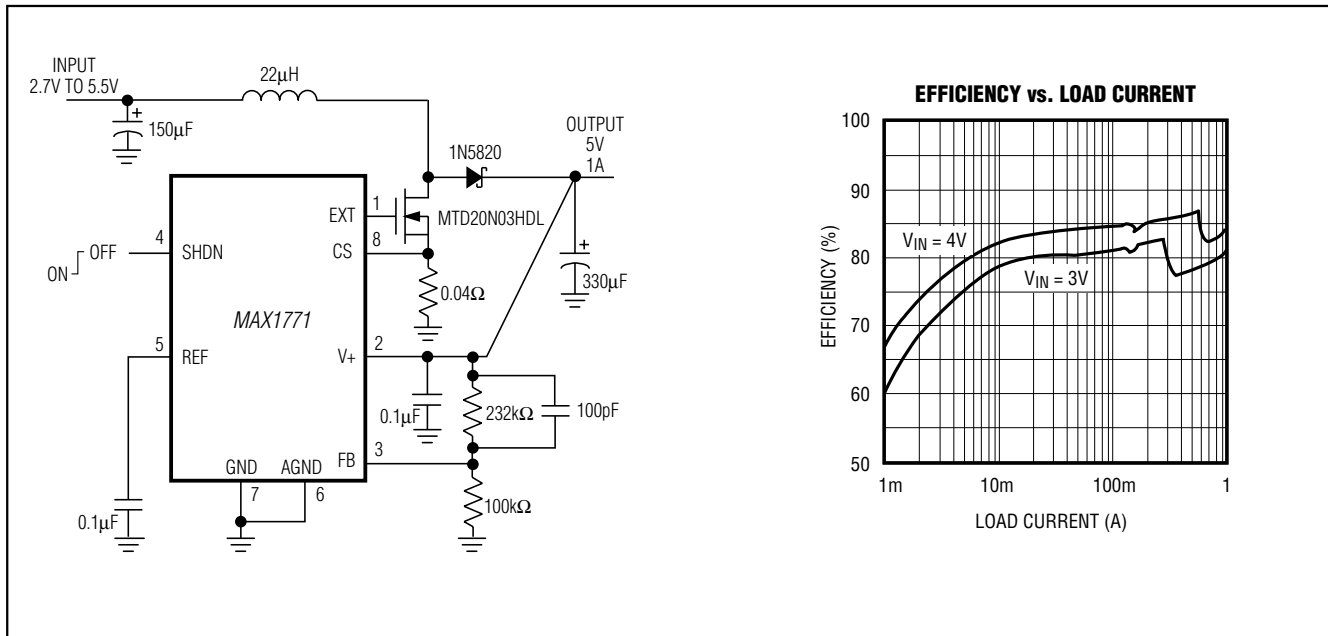 INPUT
2.7V TO 5.5V
22µH
+
150µF
1N5820
OUTPUT
5V
1A
EXT
1
MTD20N03HDL
ON
OFF
4
SHDN
8
CS
+
330µF
0.04Ω
MAX1771
5
REF
V+
2
0.1µF
232kΩ
100pF
FB
3
GND
AGND
7
6
0.1µF
100kΩ
EFFICIENCY vs. LOAD CURRENT
EFFICIENCY (%)
100
90
80
70
60
50
VIN = 4V
VIN = 3V
1m
10m
100m
1
LOAD CURRENT (A)